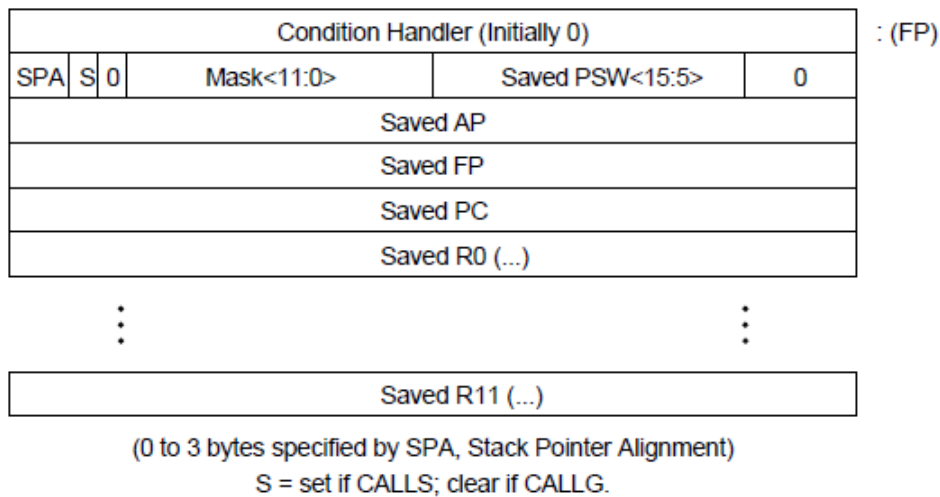 Condition Handler (Initially 0) : (FP)
SPA S 0 Mask<11:0> Saved PSW<15:5> 0
Saved AP
Saved FP
Saved PC
Saved R0 (...)
Saved R11 (...)
(0 to 3 bytes specified by SPA, Stack Pointer Alignment)
S = set if CALLS; clear if CALLG.